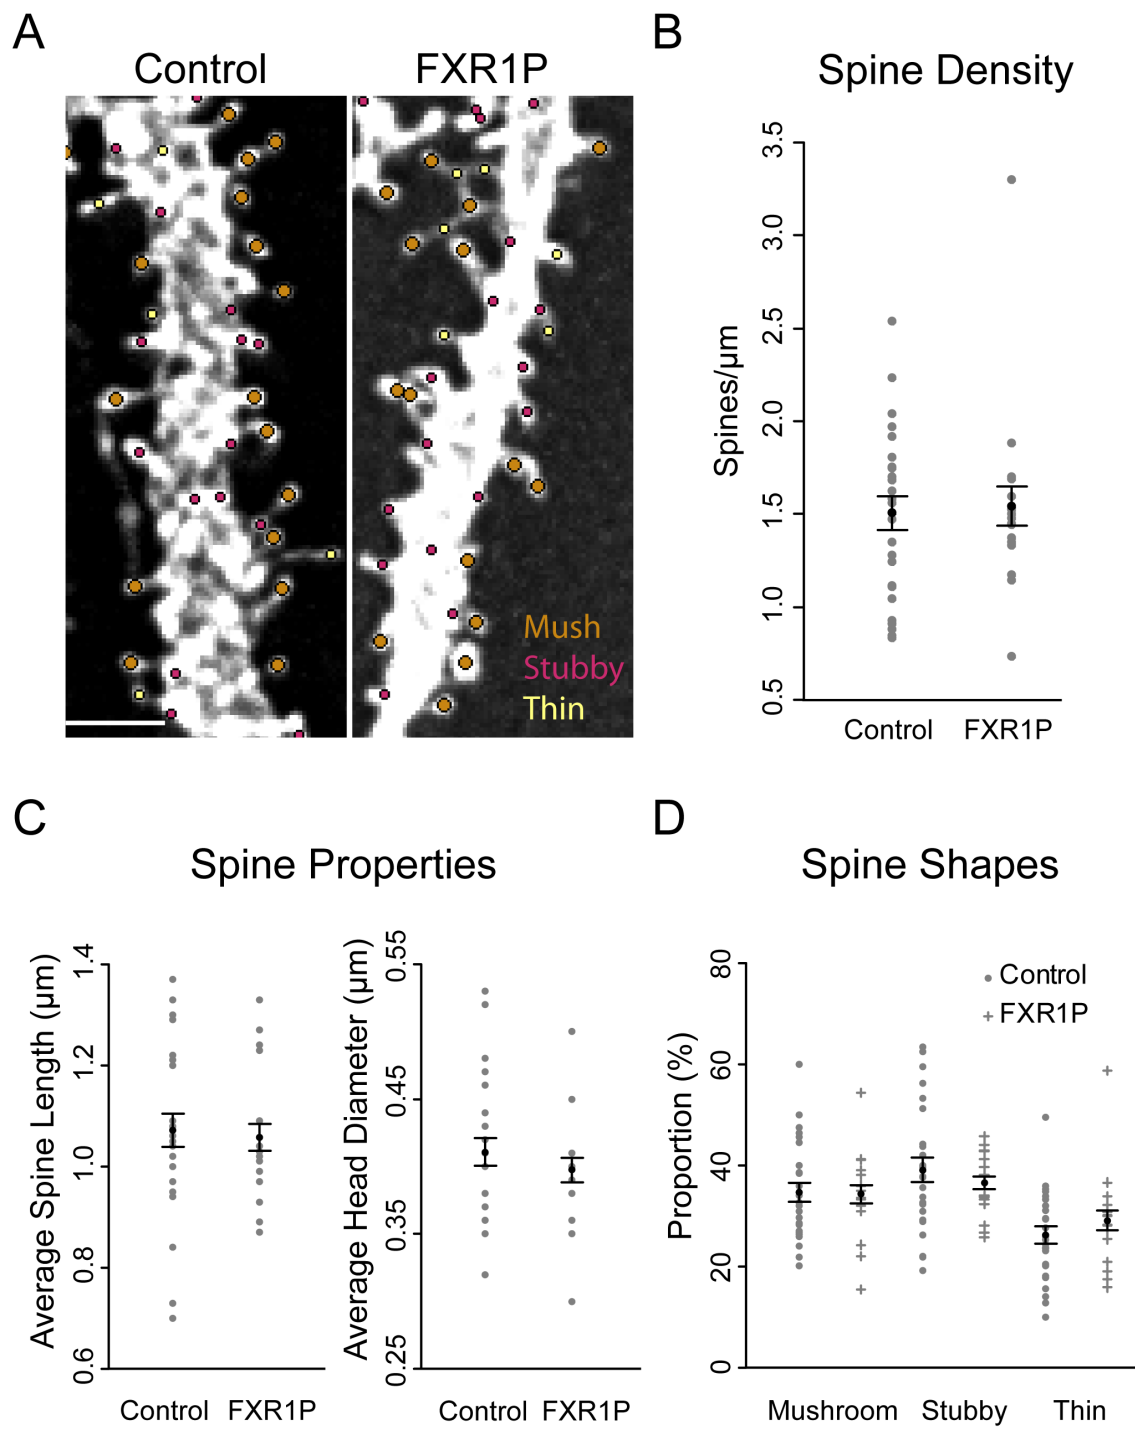 A
Control
FXR1P
Mush
Stubby
Thin
B
Spine Density
Spines/µm
3.5
3.0
2.5
2.0
1.5
1.0
0.5
Control
FXR1P
C
Spine Properties
Average Spine Length (µm)
1.4
1.2
1.0
0.8
0.6
Control
FXR1P
Average Head Diameter (µm)
0.55
0.45
0.35
0.25
Control
FXR1P
D
Spine Shapes
Proportion (%)
80
60
40
20
0
Control
FXR1P
Mushroom
Stubby
Thin